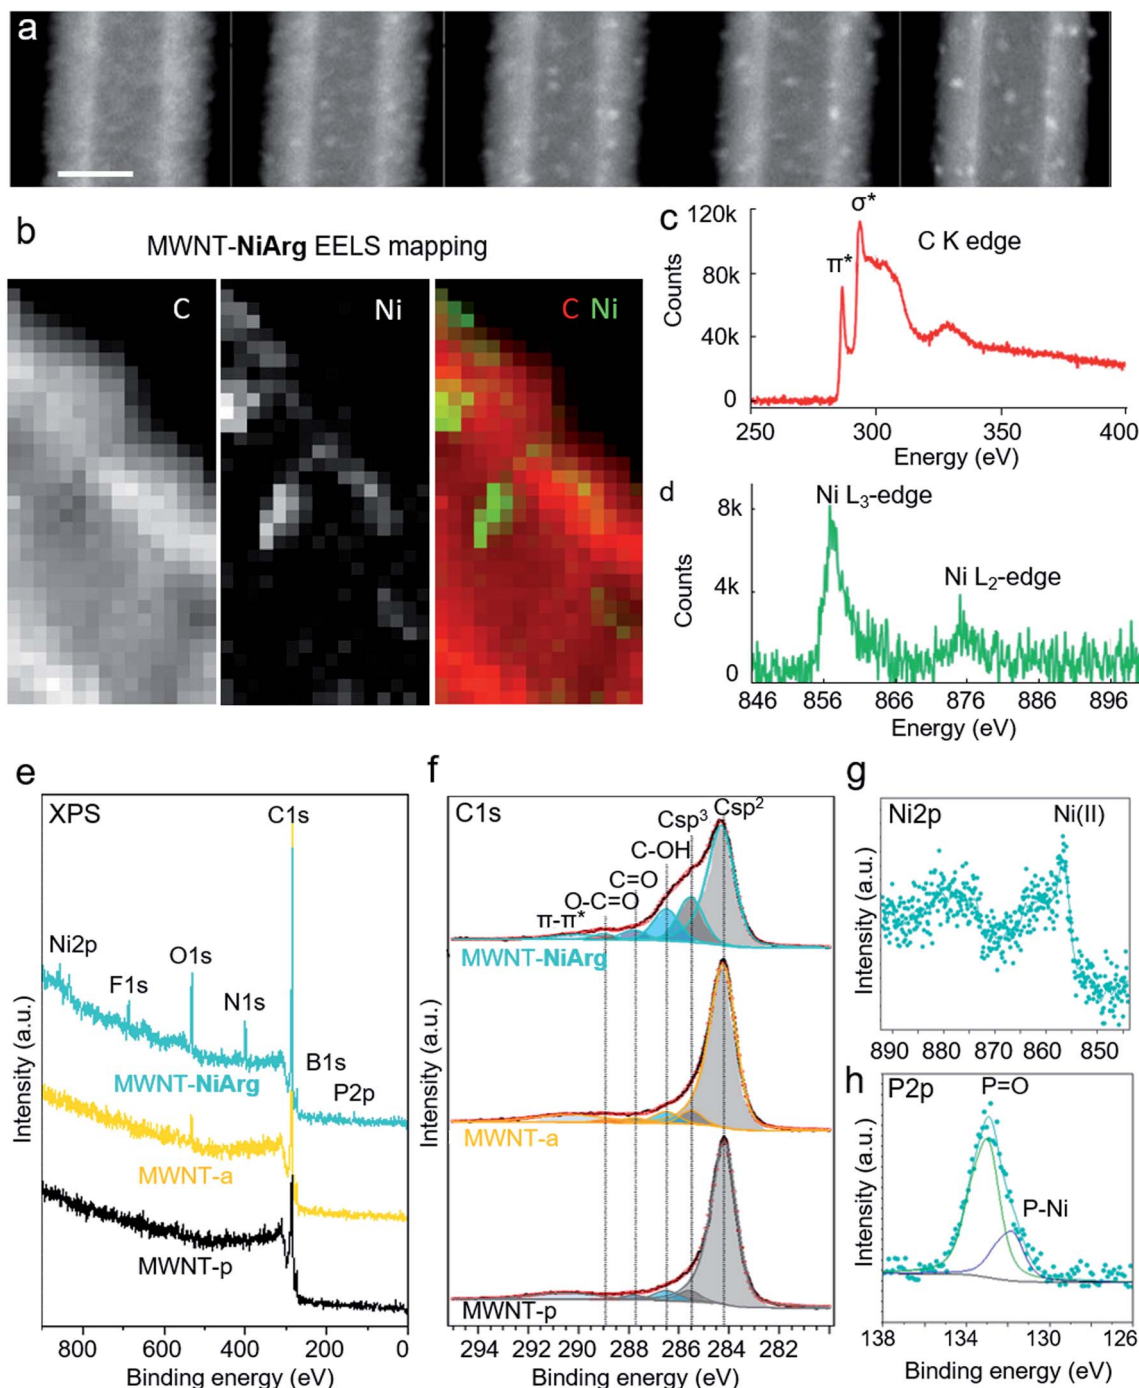 a
b
MWNT-NiArg EELS mapping
C
Ni
C Ni
c
C K edge
σ*
π*
120k
80k
40k
0
Counts
250 300 350 400
Energy (eV)
d
Ni L3-edge
Ni L2-edge
8k
4k
0
Counts
846 856 866 876 886 896
Energy (eV)
e
XPS
C1s
Ni2p
F1s
O1s
N1s
B1s
P2p
MWNT-NiArg
MWNT-a
MWNT-p
Intensity (a.u.)
800 600 400 200 0
Binding energy (eV)
f
C1s
Csp3
Csp2
C-OH
C=O
O-C=O
π-π*
MWNT-NiArg
MWNT-a
MWNT-p
Intensity (a.u.)
294 292 290 288 286 284 282
Binding energy (eV)
g
Ni2p
Ni(II)
Intensity (a.u.)
890 880 870 860 850
h
P2p
P=O
P-Ni
Intensity (a.u.)
138 134 130 126
Binding energy (eV)